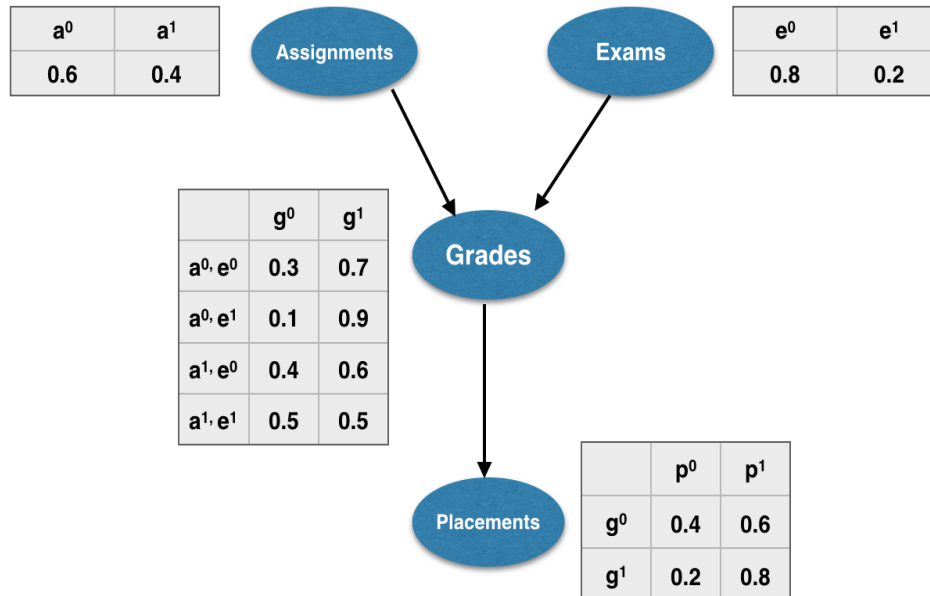 a⁰ a¹
0.6 0.4
Assignments
Exams
e⁰ e¹
0.8 0.2
g⁰ g¹
a⁰, e⁰ 0.3 0.7
a⁰, e¹ 0.1 0.9
a¹, e⁰ 0.4 0.6
a¹, e¹ 0.5 0.5
Grades
Placements
p⁰ p¹
g⁰ 0.4 0.6
g¹ 0.2 0.8